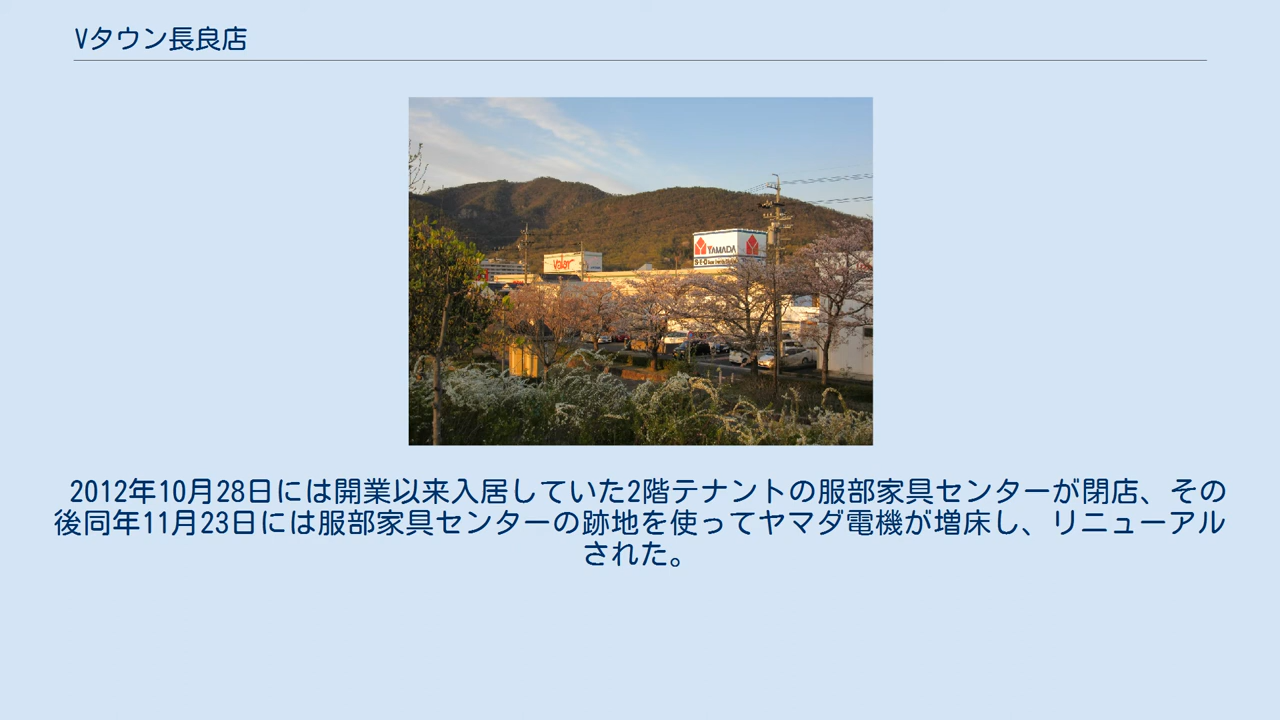 Vタウン長良店
valor
YAMADA
2012年10月28日には開業以来入居していた2階テナントの服部家具センターが閉店、その
後同年11月23日には服部家具センターの跡地を使ってヤマダ電機が増床し、リニューアル
された。